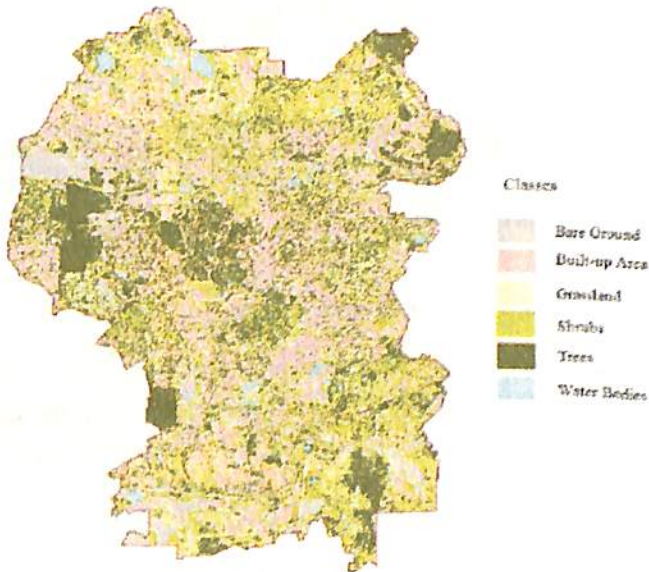 Classes
Bare Ground
Built-up Area
Grassland
Shrubs
Trees
Water Bodies